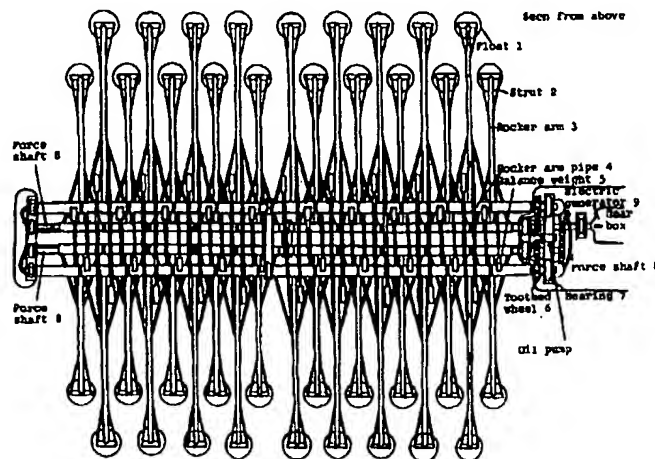 Seen from above
Float 1
Strut 2
Rocker arm 3
Force
shaft 8
Rocker arm pipe 4
Balance weight 5
Electric
generator 9
Gear
box
Force shaft 8
Force
shaft 8
Toothed
wheel 6
Bearing 7
Oil pump